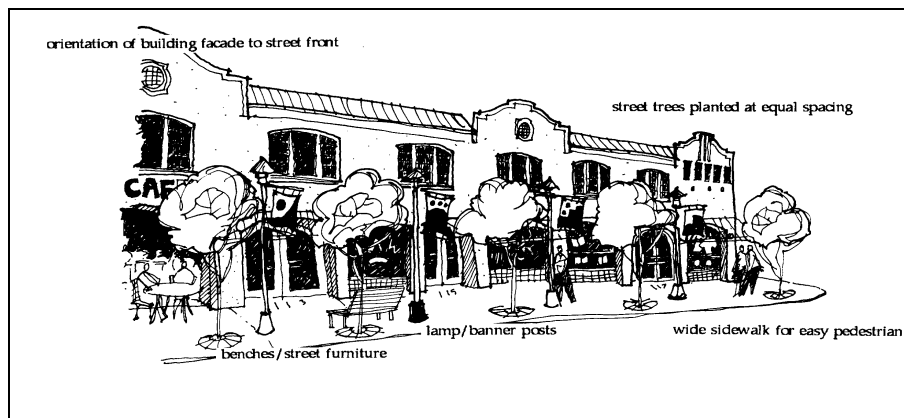 orientation of building facade to street front
street trees planted at equal spacing
CAFE
lamp/banner posts
wide sidewalk for easy pedestrian
benches/street furniture